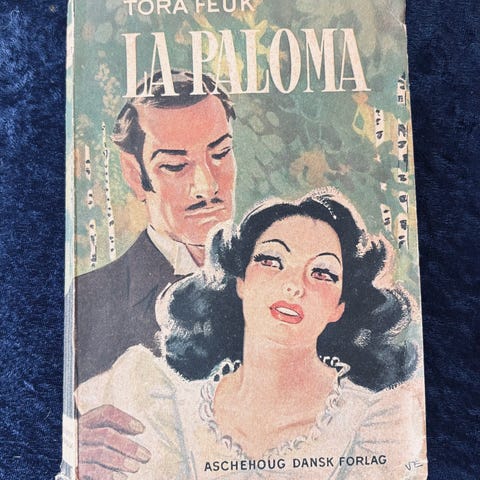 TORA FEUK
LA PALOMA
ASCHEHOUG DANSK FORLAG